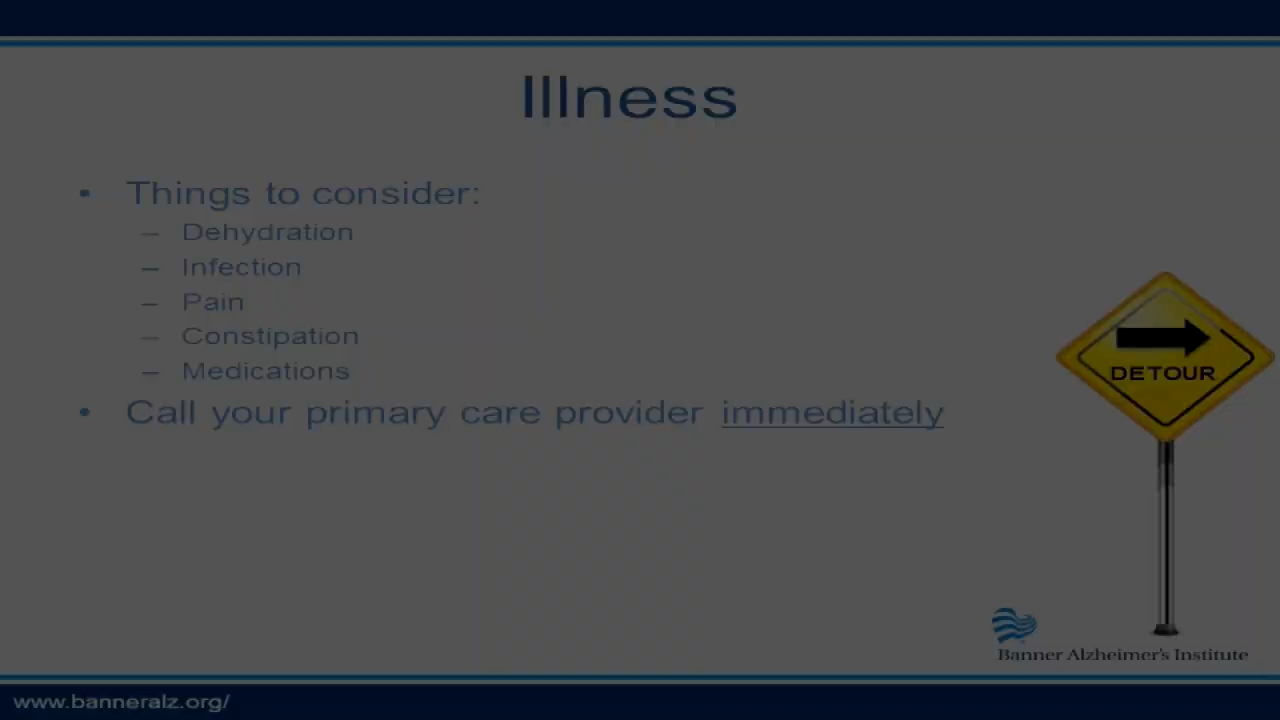 Illness
• Things to consider:
– Dehydration
– Infection
– Pain
– Constipation
– Medications
• Call your primary care provider immediately
DETOUR
Banner Alzheimer's Institute
www.banneralz.org/